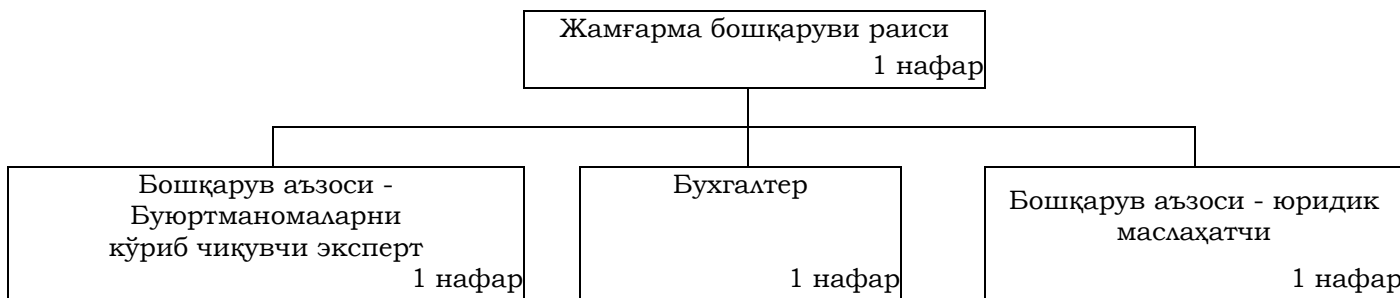 Жамғарма бошқаруви раиси
1 нафар
Бошқарув аъзоси -
Буюртманомаларни
кўриб чиқувчи эксперт
1 нафар
Бухгалтер
1 нафар
Бошқарув аъзоси - юридик
маслаҳатчи
1 нафар